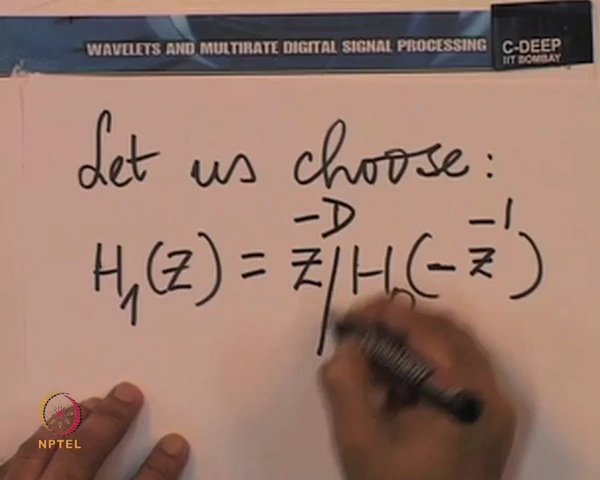 WAVELETS AND MULTIRATE DIGITAL SIGNAL PROCESSING
C-DEEP
IIT BOMBAY
Let us choose:
H₁(Z) = Z⁻ᴰ / H₀(-Z⁻¹)
NPTEL